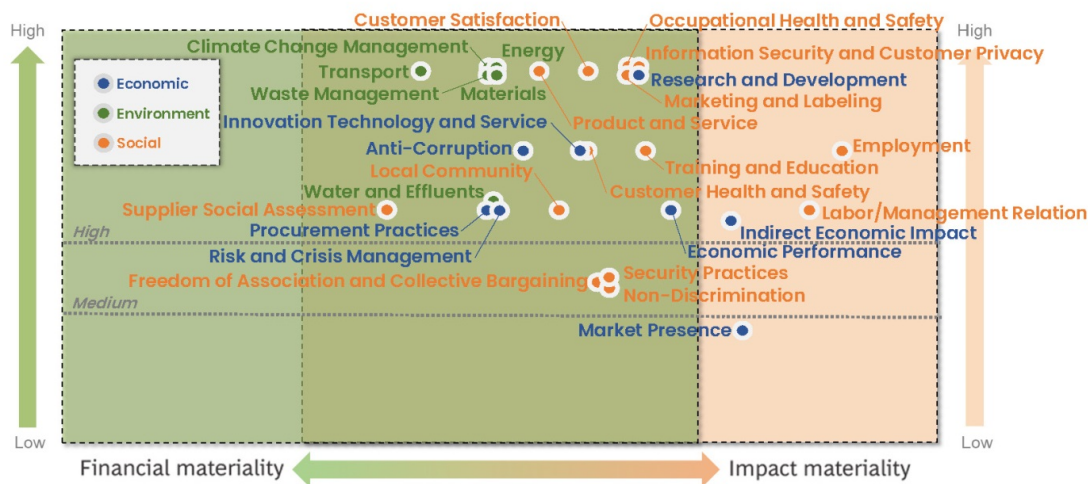 High
Customer Satisfaction
Occupational Health and Safety
High
Climate Change Management
Energy
Information Security and Customer Privacy
Transport
Research and Development
Economic
Waste Management
Materials
Marketing and Labeling
Environment
Innovation Technology and Service
Product and Service
Social
Anti-Corruption
Employment
Local Community
Training and Education
Water and Effluents
Customer Health and Safety
Supplier Social Assessment
Labor/Management Relation
High
Procurement Practices
Indirect Economic Impact
Risk and Crisis Management
Economic Performance
Freedom of Association and Collective Bargaining
Security Practices
Medium
Non-Discrimination
Market Presence
Low
Low
Financial materiality
Impact materiality